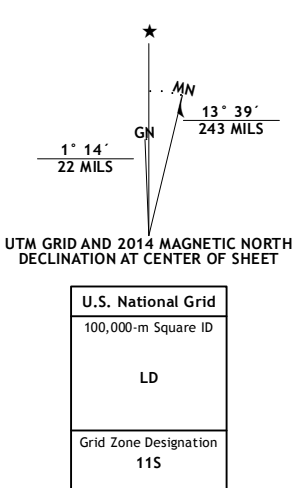 ★
MN
GN
13° 39´
243 MILS
1° 14´
22 MILS
UTM GRID AND 2014 MAGNETIC NORTH
DECLINATION AT CENTER OF SHEET
U.S. National Grid
100,000-m Square ID
LD
Grid Zone Designation
11S